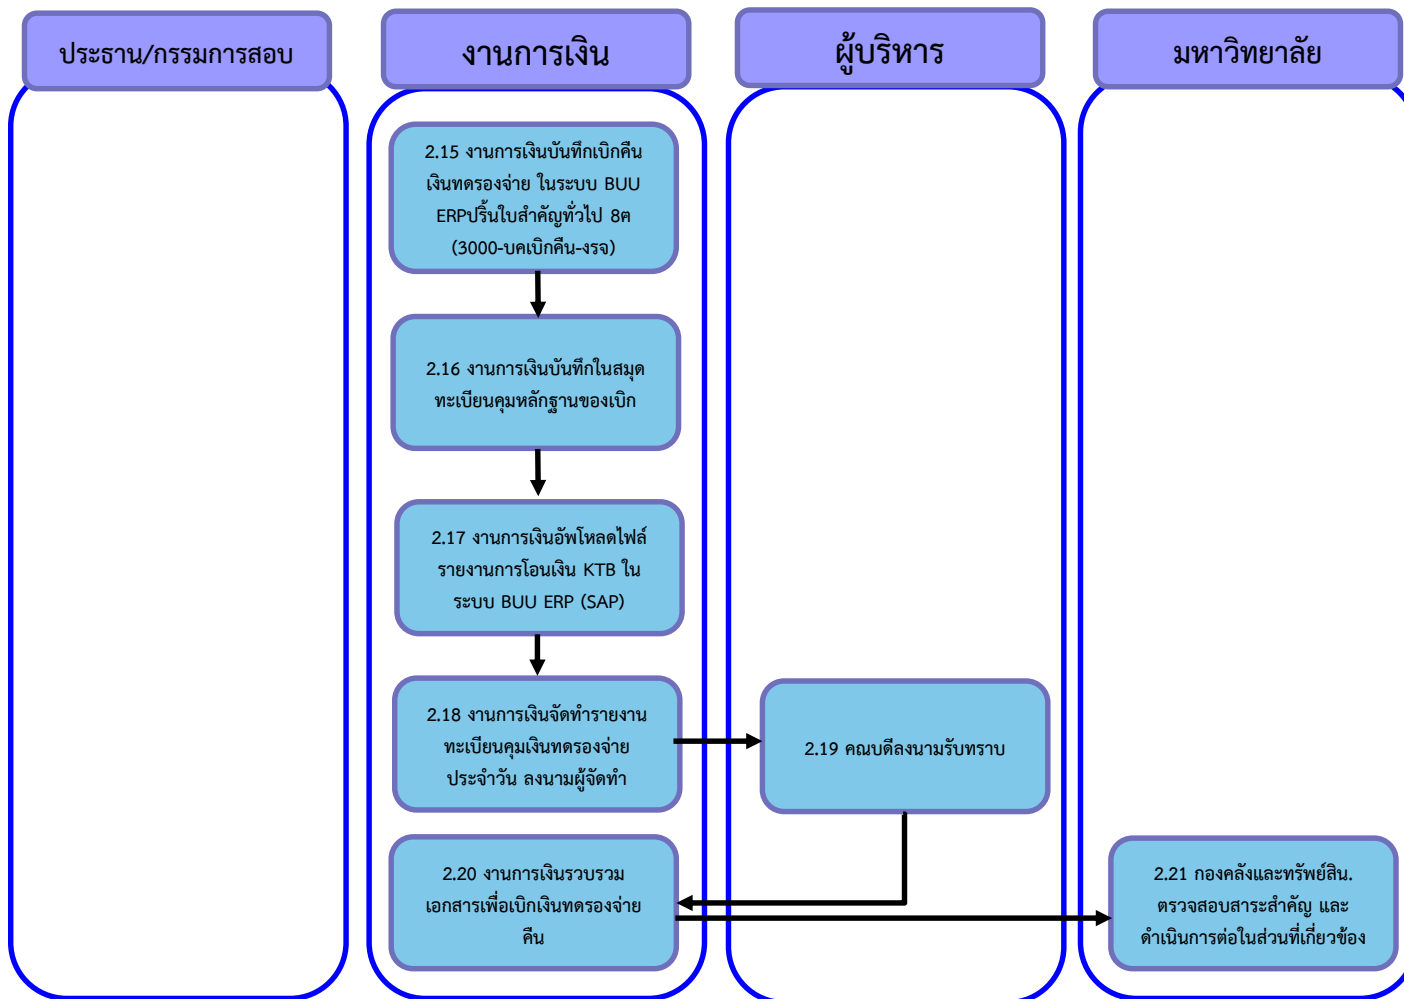 ประธาน/กรรมการสอบ
งานการเงิน
ผู้บริหาร
มหาวิทยาลัย
2.15 งานการเงินบันทึกเบิกคืน
เงินทดรองจ่าย ในระบบ BUU
ERPปริ้นใบสำคัญทั่วไป 8ฅ
(3000-บคเบิกคืน-งรจ)
2.16 งานการเงินบันทึกในสมุด
ทะเบียนคุมหลักฐานของเบิก
2.17 งานการเงินอัพโหลดไฟล์
รายงานการโอนเงิน KTB ใน
ระบบ BUU ERP (SAP)
2.18 งานการเงินจัดทำรายงาน
ทะเบียนคุมเงินทดรองจ่าย
ประจำวัน ลงนามผู้จัดทำ
2.19 คณบดีลงนามรับทราบ
2.20 งานการเงินรวบรวม
เอกสารเพื่อเบิกเงินทดรองจ่าย
คืน
2.21 กองคลังและทรัพย์สิน.
ตรวจสอบสาระสำคัญ และ
ดำเนินการต่อในส่วนที่เกี่ยวข้อง